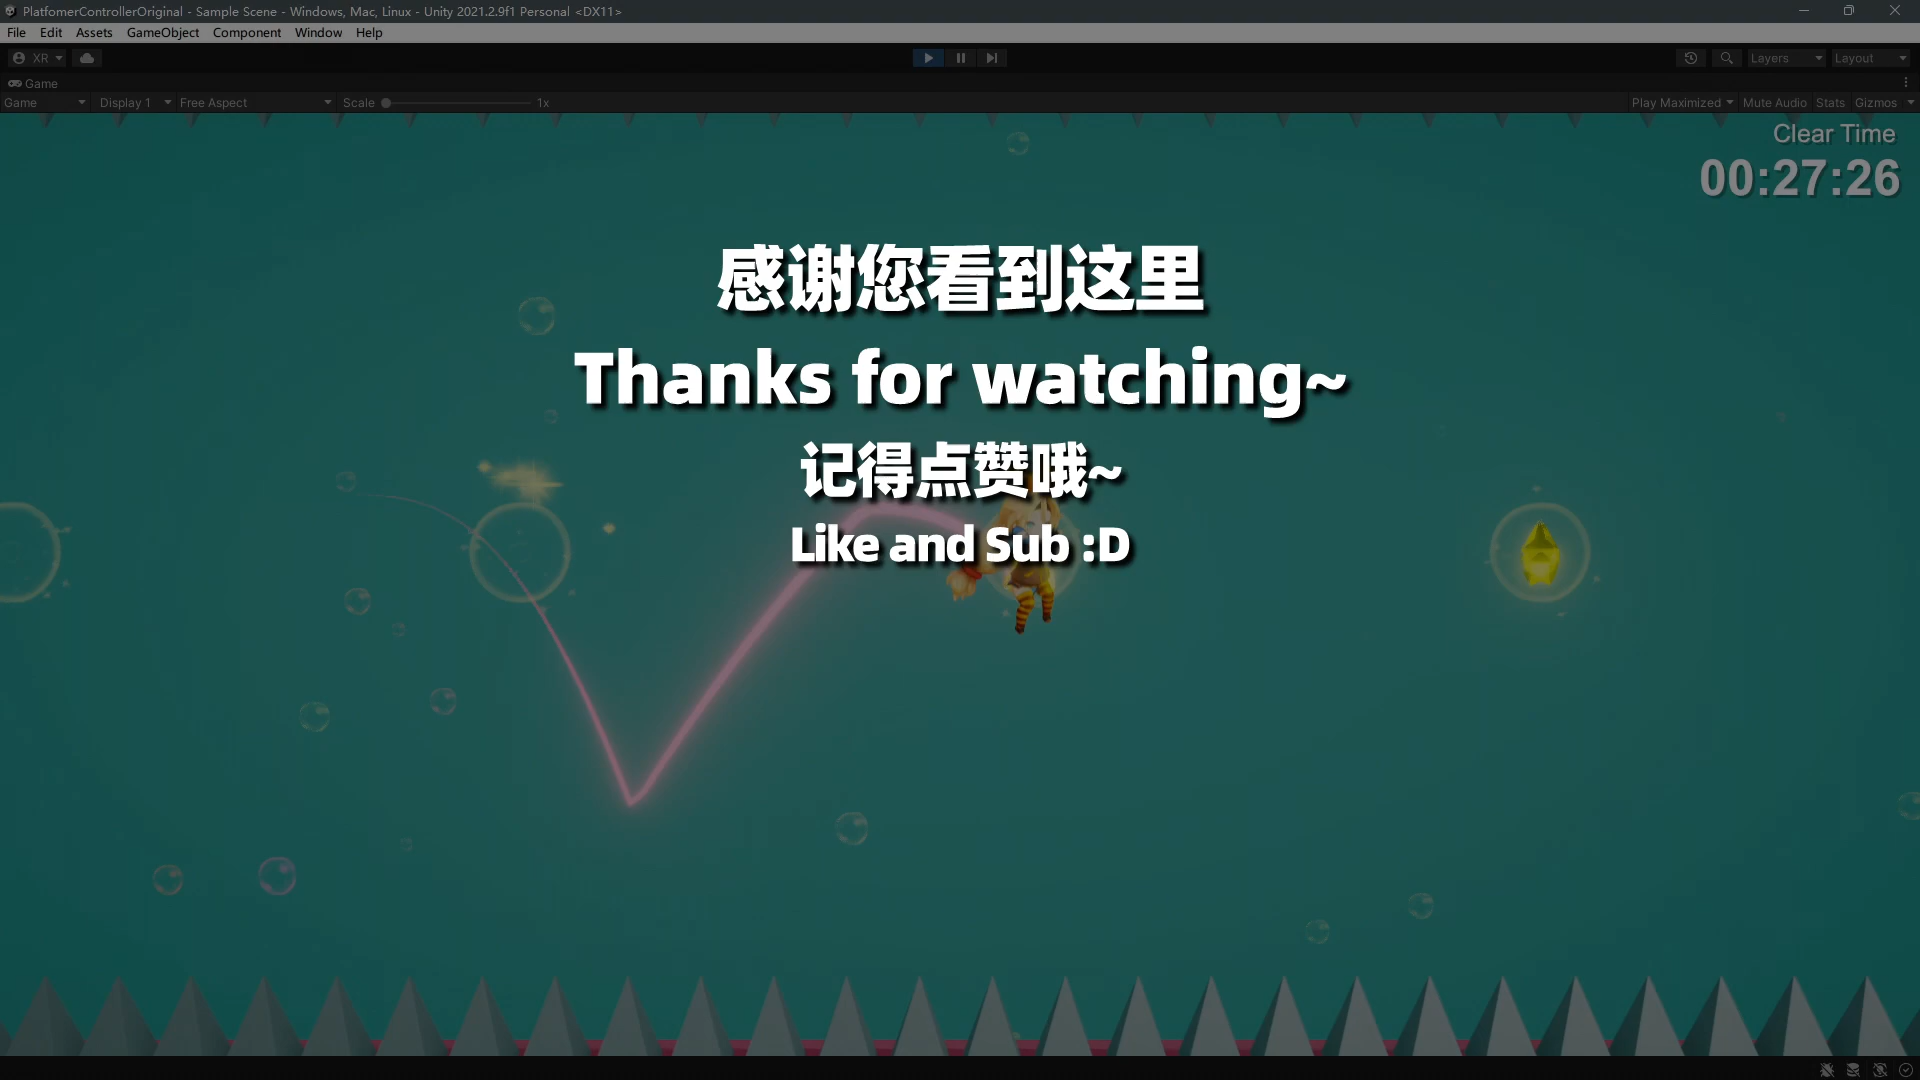 PlatfomerControllerOriginal - Sample Scene - Windows, Mac, Linux - Unity 2021.2.9f1 Personal <DX11>
File Edit Assets GameObject Component Window Help
XR Layers Layout
Game
Game Display 1 Free Aspect Scale 1x Play Maximized Mute Audio Stats Gizmos
Clear Time
00:27:26
感谢您看到这里
Thanks for watching~
记得点赞哦~
Like and Sub :D